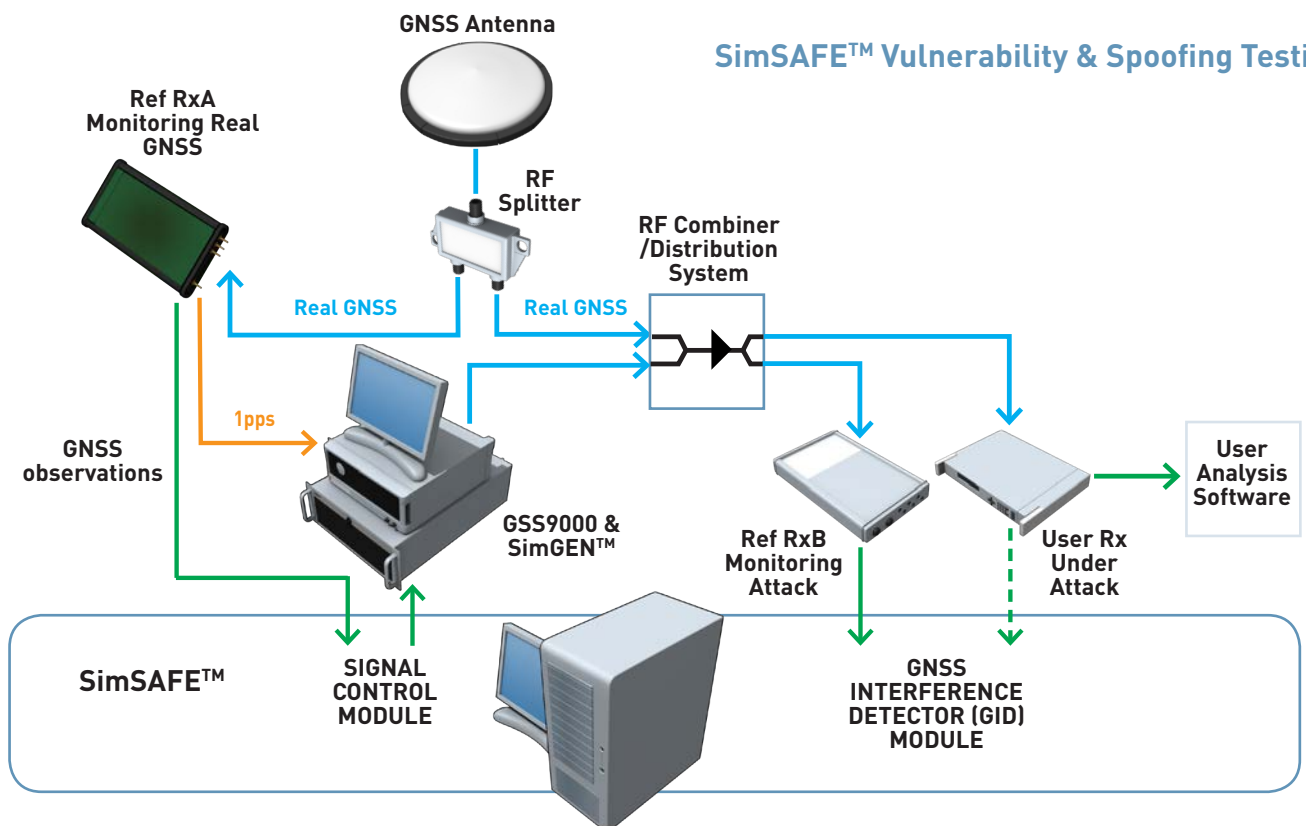 GNSS Antenna
SimSAFE™ Vulnerability & Spoofing Testi
Ref RxA
Monitoring Real
GNSS
RF
Splitter
RF Combiner
/Distribution
System
Real GNSS
Real GNSS
1pps
GNSS
observations
GSS9000 &
SimGEN™
User
Analysis
Software
Ref RxB
Monitoring
Attack
User Rx
Under
Attack
SimSAFE™
SIGNAL
CONTROL
MODULE
GNSS
INTERFERENCE
DETECTOR (GID)
MODULE